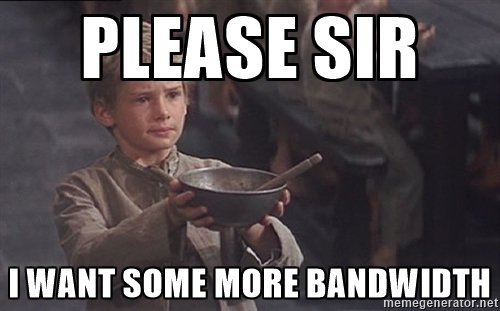 PLEASE SIR
I WANT SOME MORE BANDWIDTH
memegenerator.net